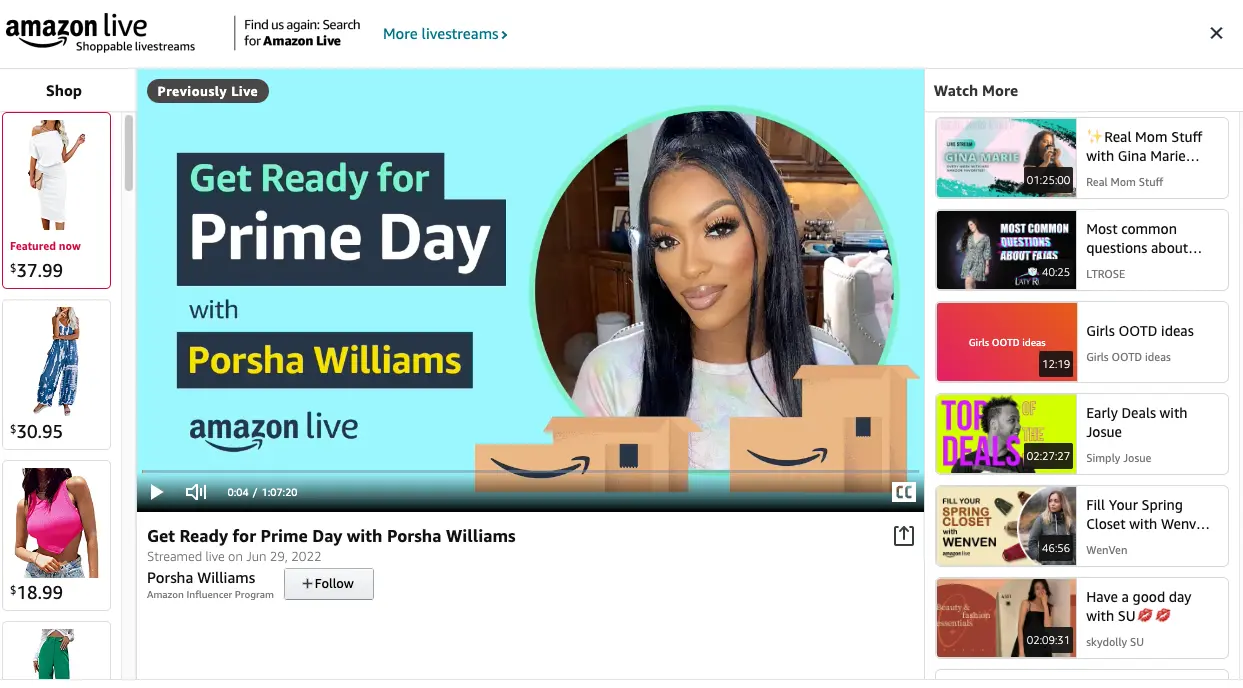 amazon live
Shoppable livestreams
Find us again: Search
for Amazon Live
More livestreams ›
Shop
Featured now
$37.99
$30.95
$18.99
Previously Live
Get Ready for
Prime Day
with
Porsha Williams
amazon live
0:04 / 1:07:20
CC
Get Ready for Prime Day with Porsha Williams
Streamed live on Jun 29, 2022
Porsha Williams
Amazon Influencer Program
+ Follow
Watch More
LIVE STREAM
GINA MARIE
01:25:00
✨Real Mom Stuff
with Gina Marie...
Real Mom Stuff
MOST COMMON
QUESTIONS
ABOUT FAJAS
40:25
Most common
questions about...
LTROSE
Girls OOTD ideas
12:19
Girls OOTD ideas
Girls OOTD ideas
TOP
OF
THE
DEALS
02:27:27
Early Deals with
Josue
Simply Josue
FILL YOUR
SPRING
CLOSET
with
WENVEN
amazon live
46:56
Fill Your Spring
Closet with Wenv...
WenVen
Beauty &
fashion
essentials
02:09:31
Have a good day
with SU💋💋
skydolly SU